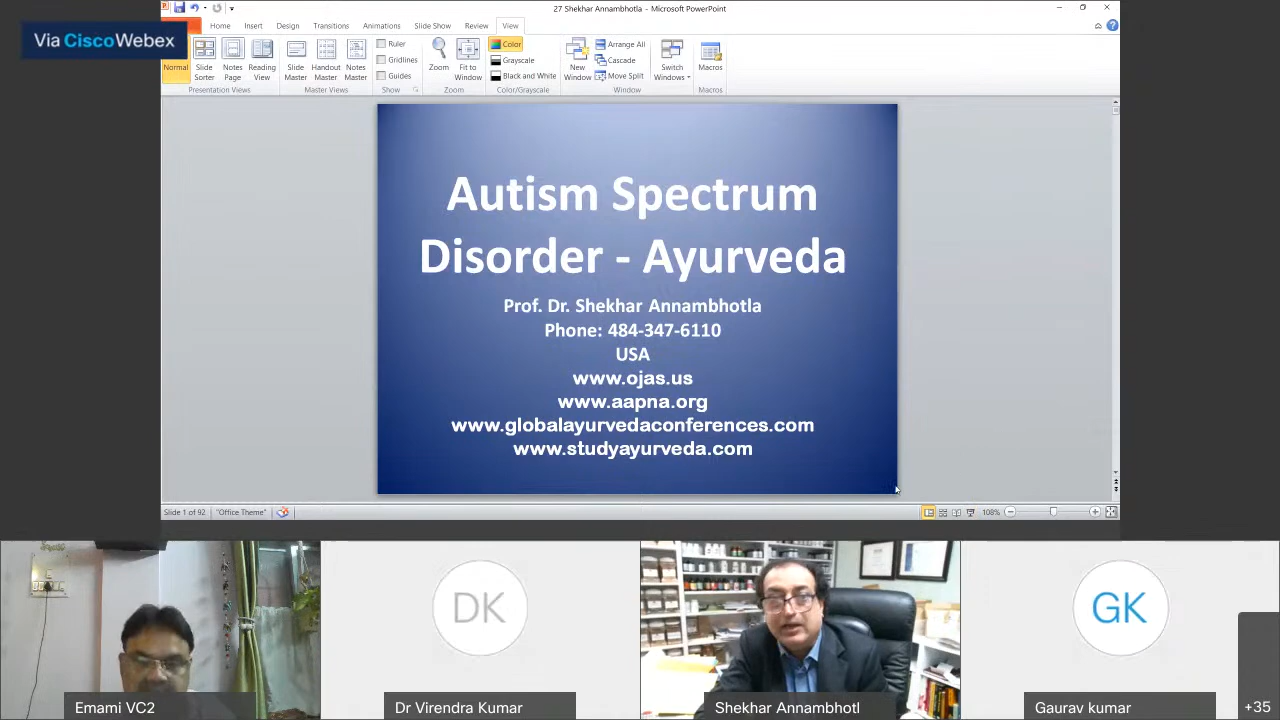 27 Shekhar Annambhotla - Microsoft PowerPoint
Via CiscoWebex
Home Insert Design Transitions Animations Slide Show Review View
Normal
Slide Sorter
Notes Page
Reading View
Presentation Views
Slide Master
Handout Master
Notes Master
Master Views
Ruler
Gridlines
Guides
Show
Zoom
Fit to Window
Zoom
Color
Grayscale
Black and White
Color/Grayscale
New Window
Arrange All
Cascade
Move Split
Switch Windows
Window
Macros
Macros
Autism Spectrum
Disorder - Ayurveda
Prof. Dr. Shekhar Annambhotla
Phone: 484-347-6110
USA
www.ojas.us
www.aapna.org
www.globalayurvedaconferences.com
www.studyayurveda.com
Slide 1 of 92 "Office Theme" 108%
DK
GK
Emami VC2
Dr Virendra Kumar
Shekhar Annambhotl
Gaurav kumar
+35